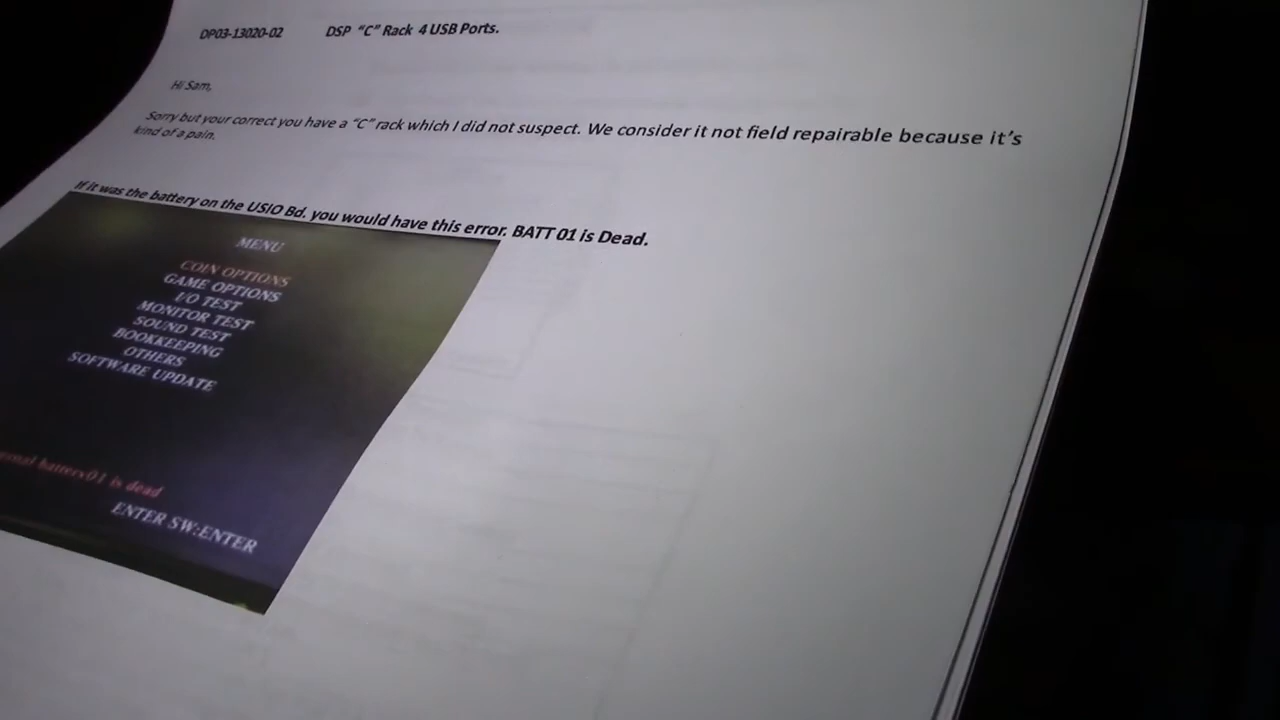 DP03-13020-02 DSP "C" Rack 4 USB Ports.
Hi Sam,
Sorry but your correct you have a "C" rack which I did not suspect. We consider it not field repairable because it's
kind of a pain.
If it was the battery on the USIO Bd. you would have this error. BATT 01 is Dead.
MENU
COIN OPTIONS
GAME OPTIONS
I/O TEST
MONITOR TEST
SOUND TEST
BOOKKEEPING
OTHERS
SOFTWARE UPDATE
battery01 is dead
ENTER SW:ENTER